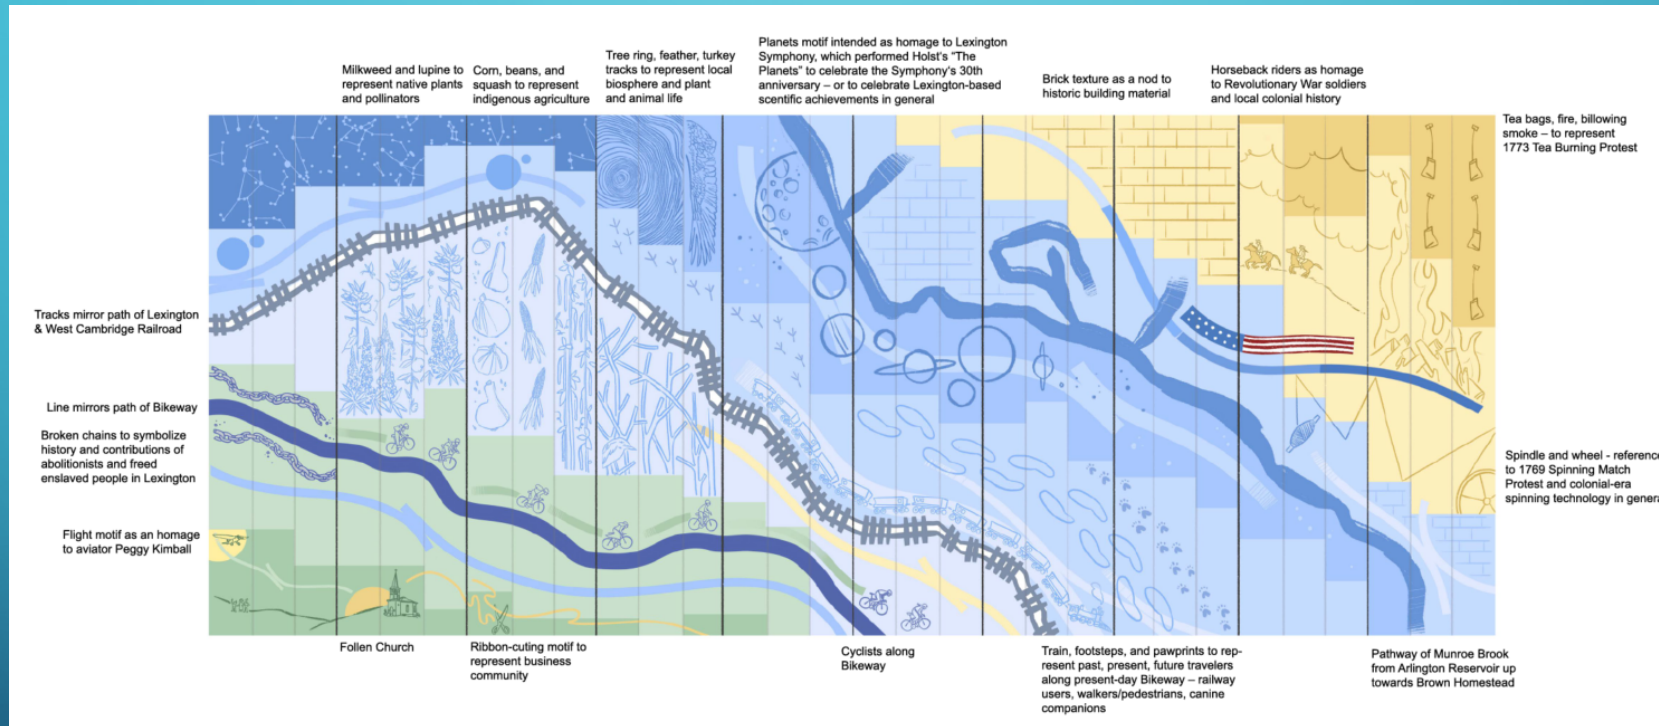 Milkweed and lupine to
represent native plants
and pollinators
Corn, beans, and
squash to represent
indigenous agriculture
Tree ring, feather, turkey
tracks to represent local
biosphere and plant
and animal life
Planets motif intended as homage to Lexington
Symphony, which performed Holst's "The
Planets" to celebrate the Symphony's 30th
anniversary – or to celebrate Lexington-based
scentific achievements in general
Brick texture as a nod to
historic building material
Horseback riders as homage
to Revolutionary War soldiers
and local colonial history
Tea bags, fire, billowing
smoke – to represent
1773 Tea Burning Protest
Tracks mirror path of Lexington
& West Cambridge Railroad
Line mirrors path of Bikeway
Broken chains to symbolize
history and contributions of
abolitionists and freed
enslaved people in Lexington
Flight motif as an homage
to aviator Peggy Kimball
Spindle and wheel - reference
to 1769 Spinning Match
Protest and colonial-era
spinning technology in genera
Follen Church
Ribbon-cuting motif to
represent business
community
Cyclists along
Bikeway
Train, footsteps, and pawprints to rep-
resent past, present, future travelers
along present-day Bikeway – railway
users, walkers/pedestrians, canine
companions
Pathway of Munroe Brook
from Arlington Reservoir up
towards Brown Homestead